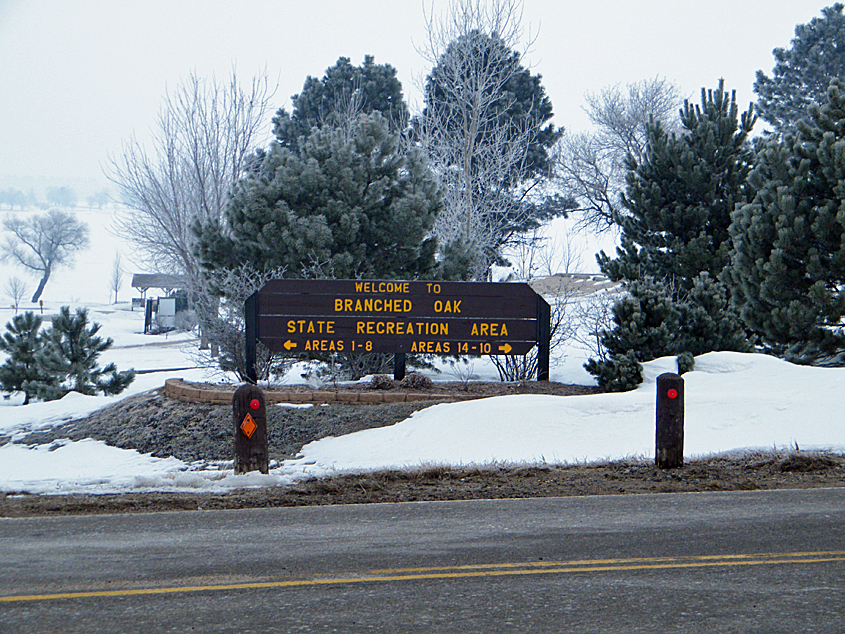 WELCOME TO
BRANCHED OAK
STATE RECREATION AREA
← AREAS 1-8 AREAS 14-10 →